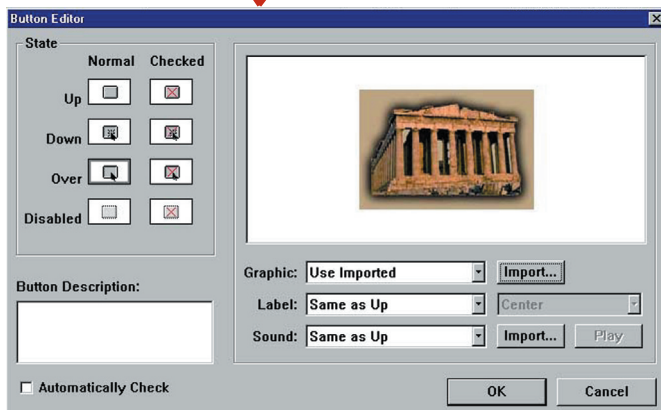 Button Editor
State
Normal Checked
Up
Down
Over
Disabled
Button Description:
Automatically Check
Graphic: Use Imported Import...
Label: Same as Up Center
Sound: Same as Up Import... Play
OK Cancel